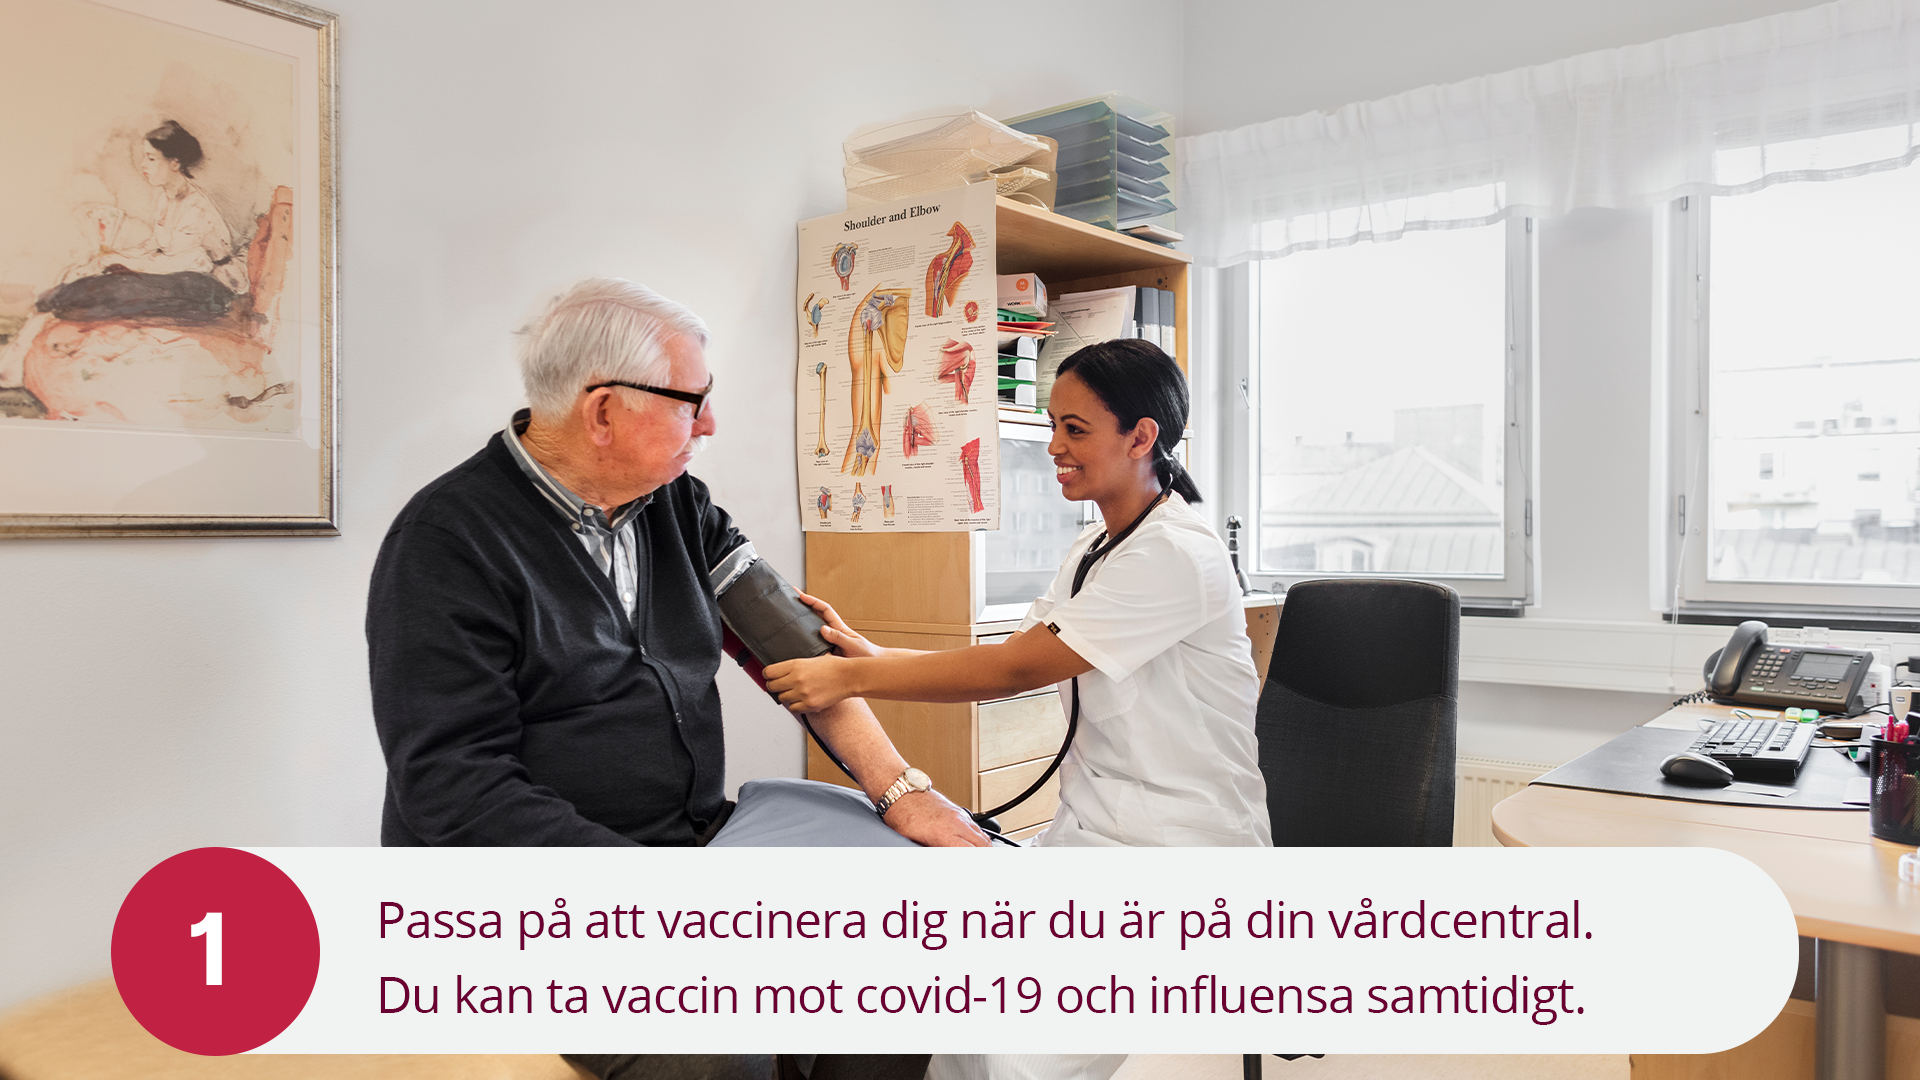 Shoulder and Elbow
1
Passa på att vaccinera dig när du är på din vårdcentral.
Du kan ta vaccin mot covid-19 och influensa samtidigt.